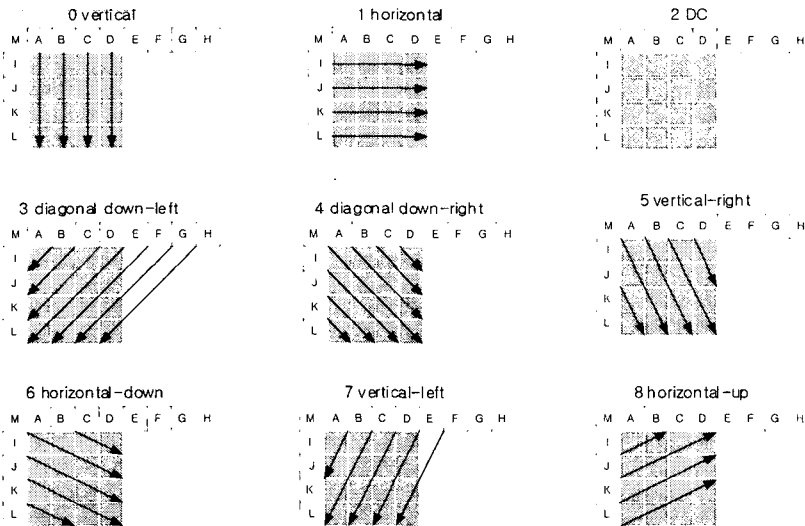 0 vertical
1 horizontal
2 DC
M A B C D E F G H
M A B C D E F G H
M A B C D E F G H
I
J
K
L
I
J
K
L
I
J
K
L
3 diagonal down-left
4 diagonal down-right
5 vertical-right
M A B C D E F G H
M A B C D E F G H
M A B C D E F G H
I
J
K
L
I
J
K
L
I
J
K
L
6 horizontal-down
7 vertical-left
8 horizontal-up
M A B C D E F G H
M A B C D E F G H
M A B C D E F G H
I
J
K
L
I
J
K
L
I
J
K
L